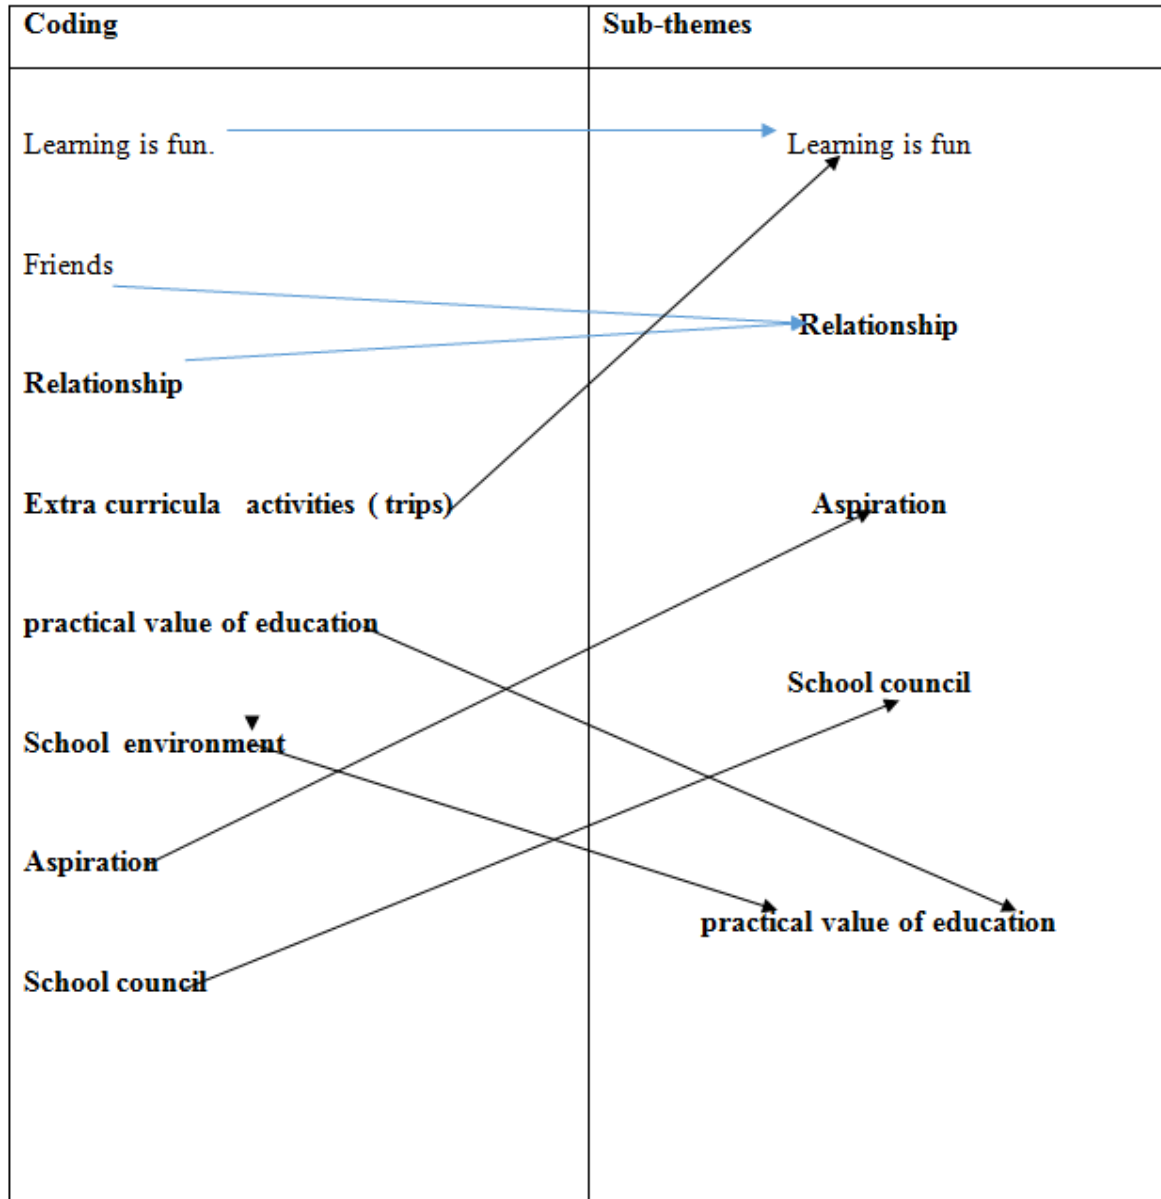 Coding
Sub-themes
Learning is fun.
Learning is fun
Friends
Relationship
Relationship
Extra curricula activities ( trips)
Aspiration
practical value of education
School council
School environment
Aspiration
practical value of education
School council